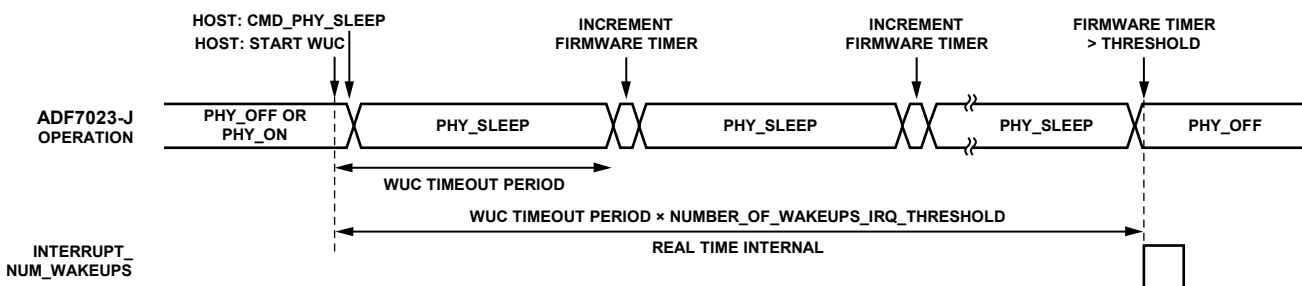 HOST: CMD_PHY_SLEEP
HOST: START WUC
INCREMENT
FIRMWARE TIMER
INCREMENT
FIRMWARE TIMER
FIRMWARE TIMER
> THRESHOLD
ADF7023-J
OPERATION
PHY_OFF OR
PHY_ON
PHY_SLEEP
PHY_SLEEP
PHY_SLEEP
PHY_OFF
WUC TIMEOUT PERIOD
WUC TIMEOUT PERIOD × NUMBER_OF_WAKEUPS_IRQ_THRESHOLD
REAL TIME INTERNAL
INTERRUPT_
NUM_WAKEUPS